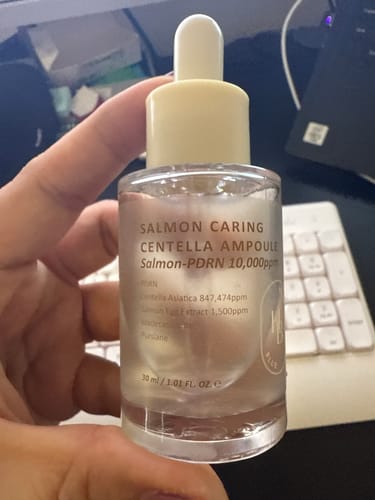 SALMON CARING
CENTELLA AMPOULE
Salmon-PDRN 10,000ppm
PDRN
Centella Asiatica 847,474ppm
Salmon Egg Extract 1,500ppm
Purslane
30 ml / 1.01 FL. OZ. e